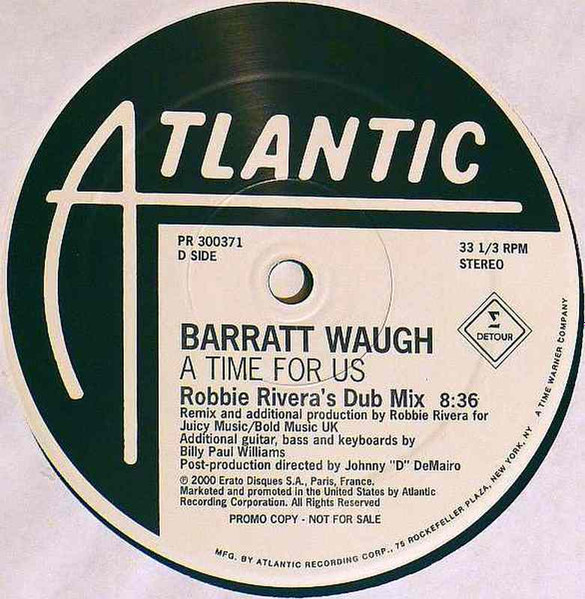 ATLANTIC
PR 300371
D SIDE
33 1/3 RPM
STEREO
Σ
DETOUR
BARRATT WAUGH
A TIME FOR US
Robbie Rivera's Dub Mix 8:36
Remix and additional production by Robbie Rivera for
Juicy Music/Bold Music UK
Additional guitar, bass and keyboards by
Billy Paul Williams
Post-production directed by Johnny "D" DeMairo
℗ 2000 Erato Disques S.A., Paris, France.
Marketed and promoted in the United States by Atlantic
Recording Corporation. All Rights Reserved
PROMO COPY - NOT FOR SALE
MFG. BY ATLANTIC RECORDING CORP., 75 ROCKEFELLER PLAZA, NEW YORK, NY A TIME WARNER COMPANY